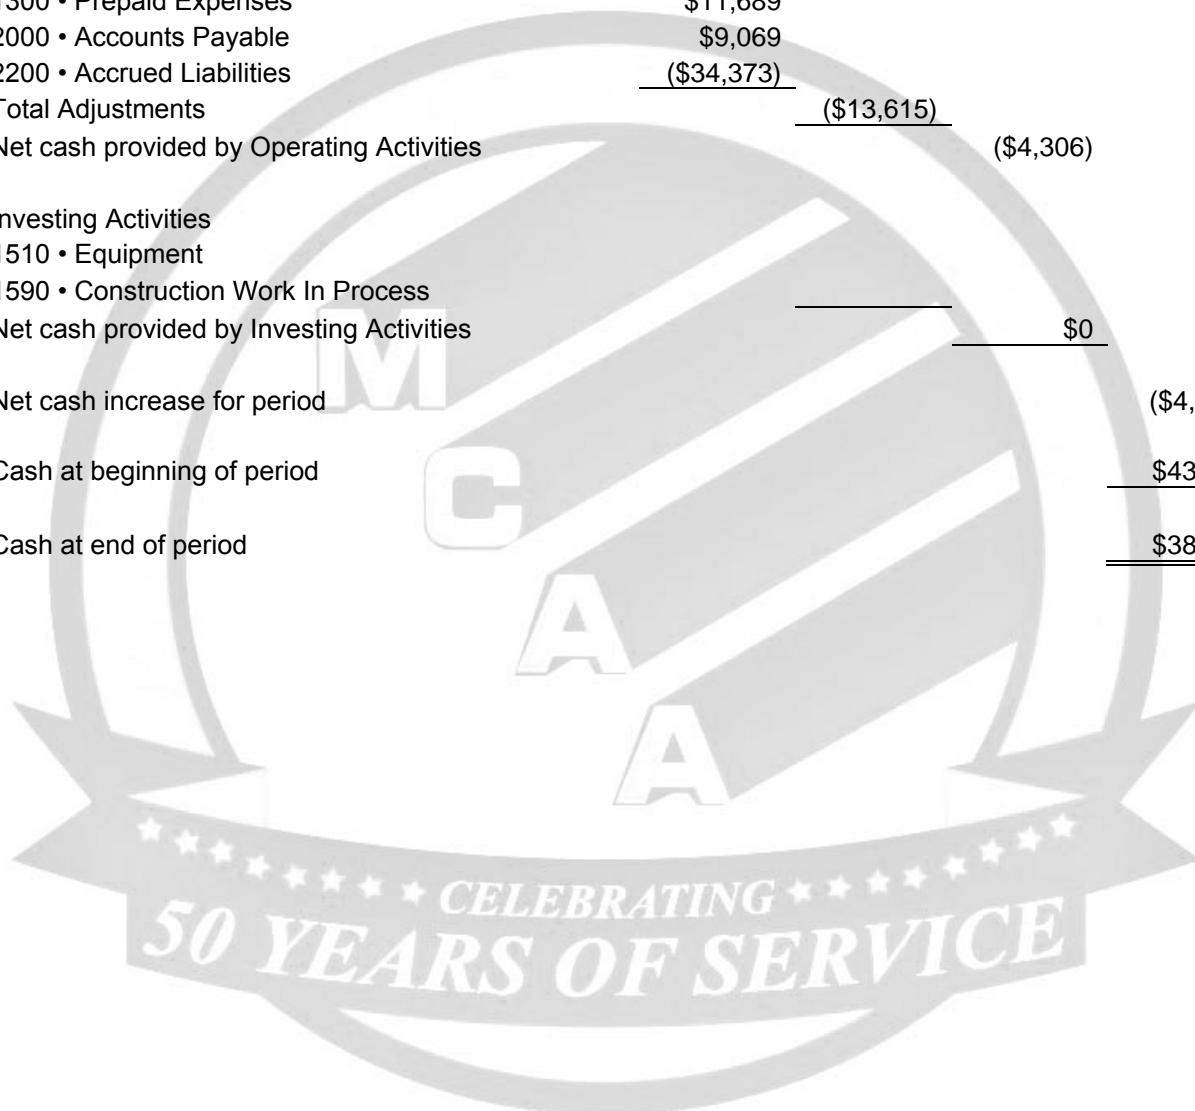 1300 • Prepaid Expenses $11,689
2000 • Accounts Payable $9,069
2200 • Accrued Liabilities ($34,373)
Total Adjustments ($13,615)
Net cash provided by Operating Activities ($4,306)
Investing Activities
1510 • Equipment
1590 • Construction Work In Process
Net cash provided by Investing Activities $0
Net cash increase for period ($4,
Cash at beginning of period $43
Cash at end of period $38
M
C
A
A
CELEBRATING
50 YEARS OF SERVICE